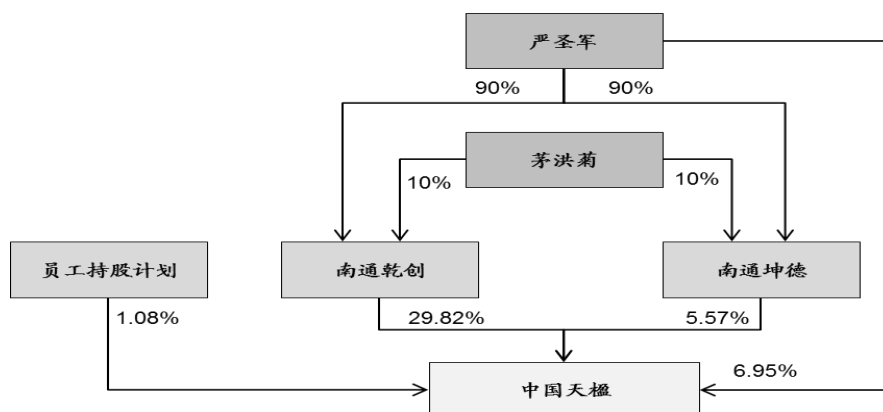 严圣军
90%
90%
茅洪菊
10%
10%
员工持股计划
南通乾创
南通坤德
1.08%
29.82%
5.57%
6.95%
中国天楹